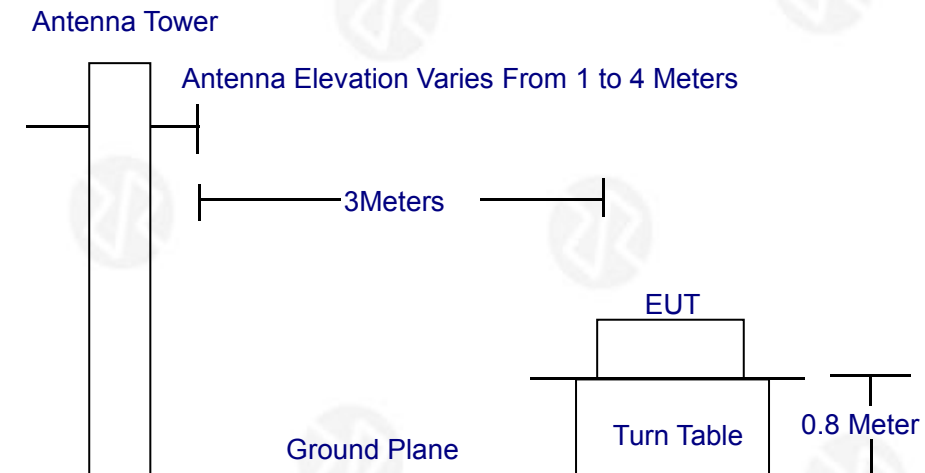 Antenna Tower
Antenna Elevation Varies From 1 to 4 Meters
3Meters
EUT
0.8 Meter
Turn Table
Ground Plane